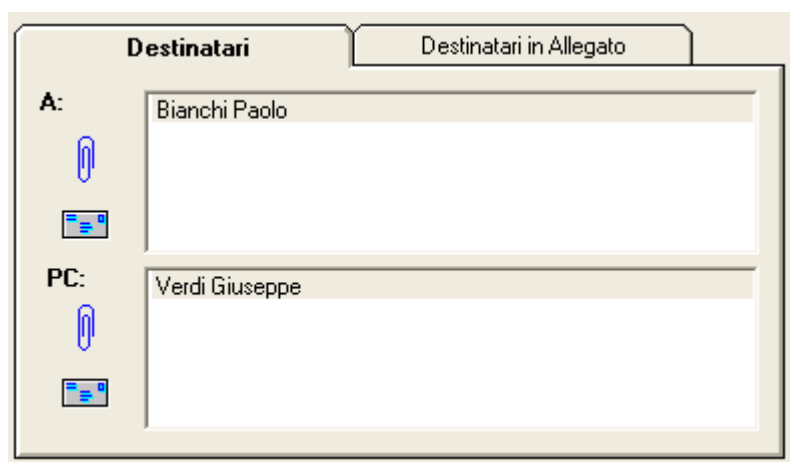 Destinatari
Destinatari in Allegato
A:
Bianchi Paolo
PC:
Verdi Giuseppe